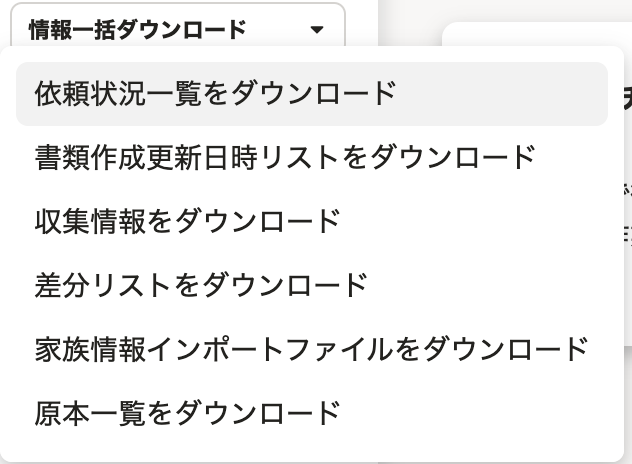 情報一括ダウンロード
依頼状況一覧をダウンロード
書類作成更新日時リストをダウンロード
収集情報をダウンロード
差分リストをダウンロード
家族情報インポートファイルをダウンロード
原本一覧をダウンロード